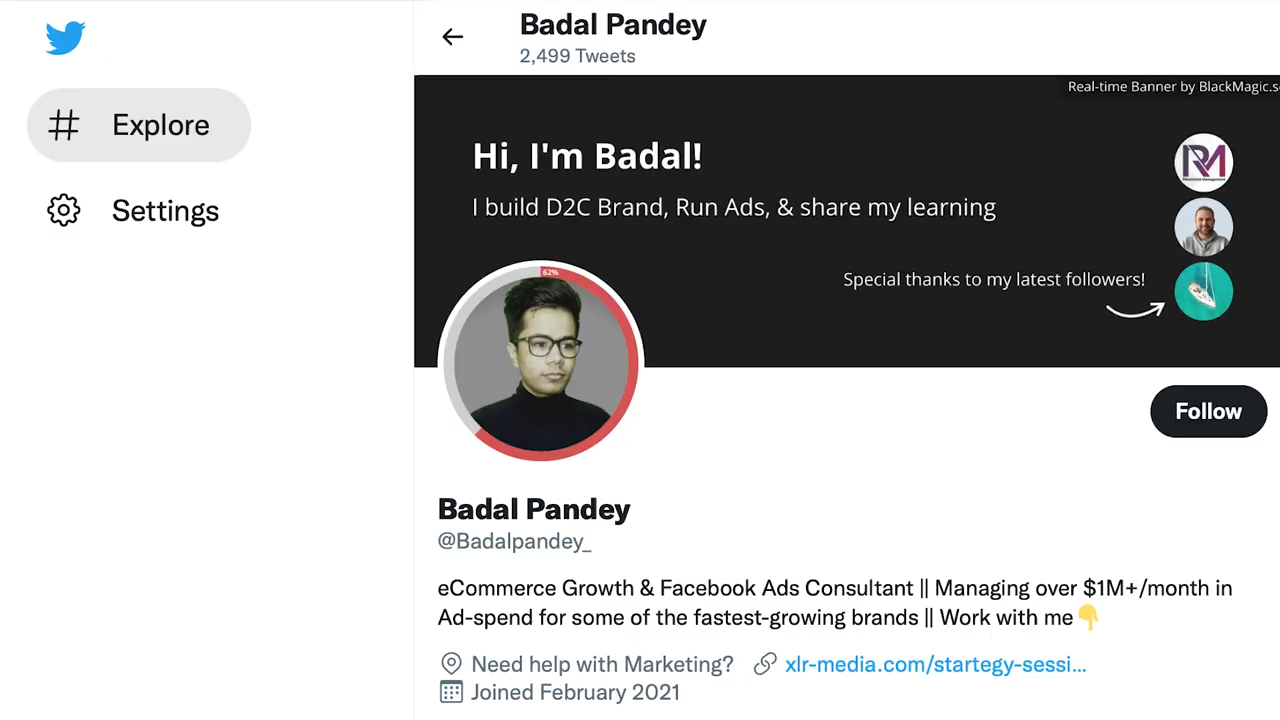 Badal Pandey
2,499 Tweets
Explore
Settings
Real-time Banner by BlackMagic.s
Hi, I'm Badal!
I build D2C Brand, Run Ads, & share my learning
Special thanks to my latest followers!
RM
62%
Follow
Badal Pandey
@Badalpandey_
eCommerce Growth & Facebook Ads Consultant || Managing over $1M+/month in
Ad-spend for some of the fastest-growing brands || Work with me👇
Need help with Marketing? xlr-media.com/startegy-sessi...
Joined February 2021